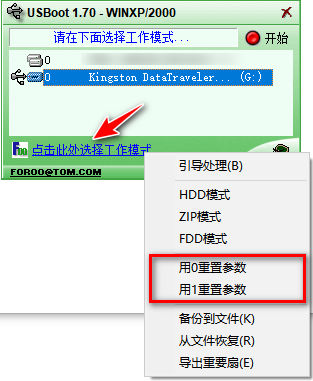 USBoot 1.70 - WINXP/2000
请在下面选择工作模式...
开始
0
0 Kingston DataTraveler... (G:)
点击此处选择工作模式
FOROO@TOM.COM
引导处理(B)
HDD模式
ZIP模式
FDD模式
用0重置参数
用1重置参数
备份到文件(K)
从文件恢复(R)
导出重要扇(E)